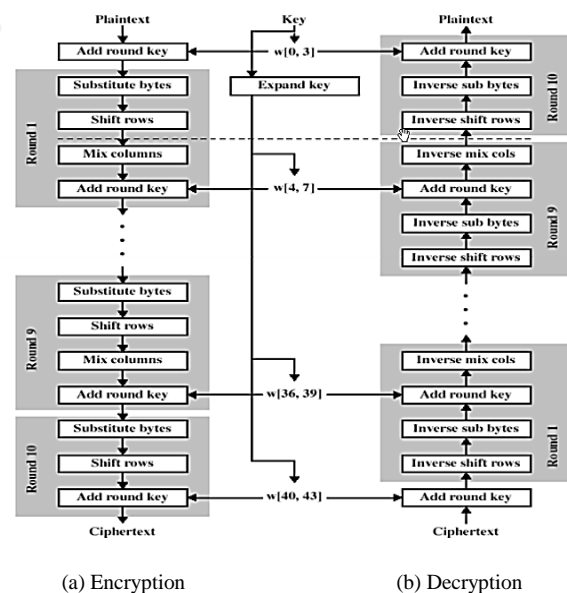 Plaintext
Add round key
Round 1
Substitute bytes
Shift rows
Mix columns
Add round key
Round 9
Substitute bytes
Shift rows
Mix columns
Add round key
Round 10
Substitute bytes
Shift rows
Add round key
Ciphertext
(a) Encryption
Key
w[0, 3]
Expand key
w[4, 7]
w[36, 39]
w[40, 43]
Plaintext
Add round key
Inverse sub bytes
Inverse shift rows
Round 10
Inverse mix cols
Add round key
Inverse sub bytes
Inverse shift rows
Round 9
Inverse mix cols
Add round key
Inverse sub bytes
Inverse shift rows
Round 1
Add round key
Ciphertext
(b) Decryption